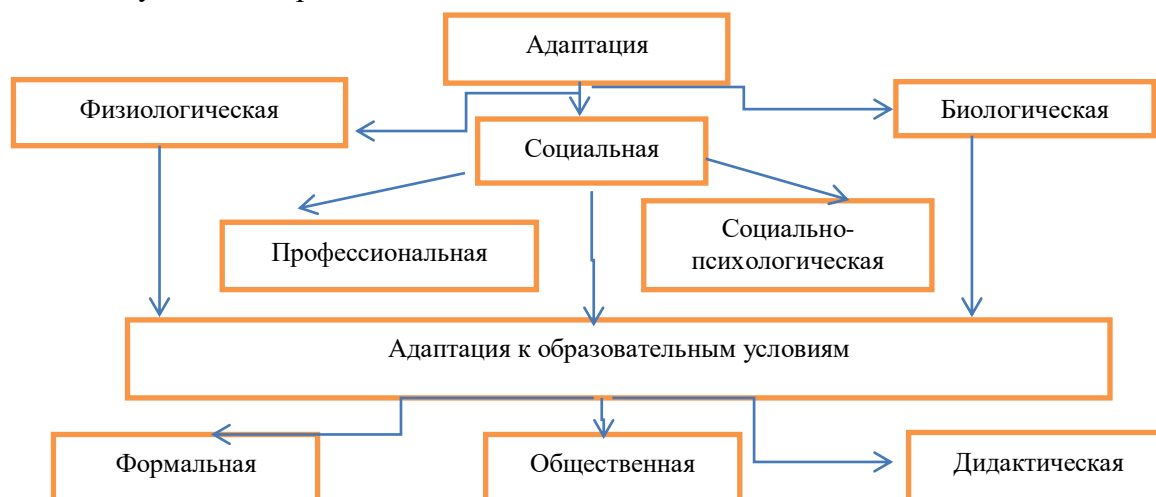 Адаптация
Физиологическая
Биологическая
Социальная
Профессиональная
Социально-
психологическая
Адаптация к образовательным условиям
Формальная
Общественная
Дидактическая